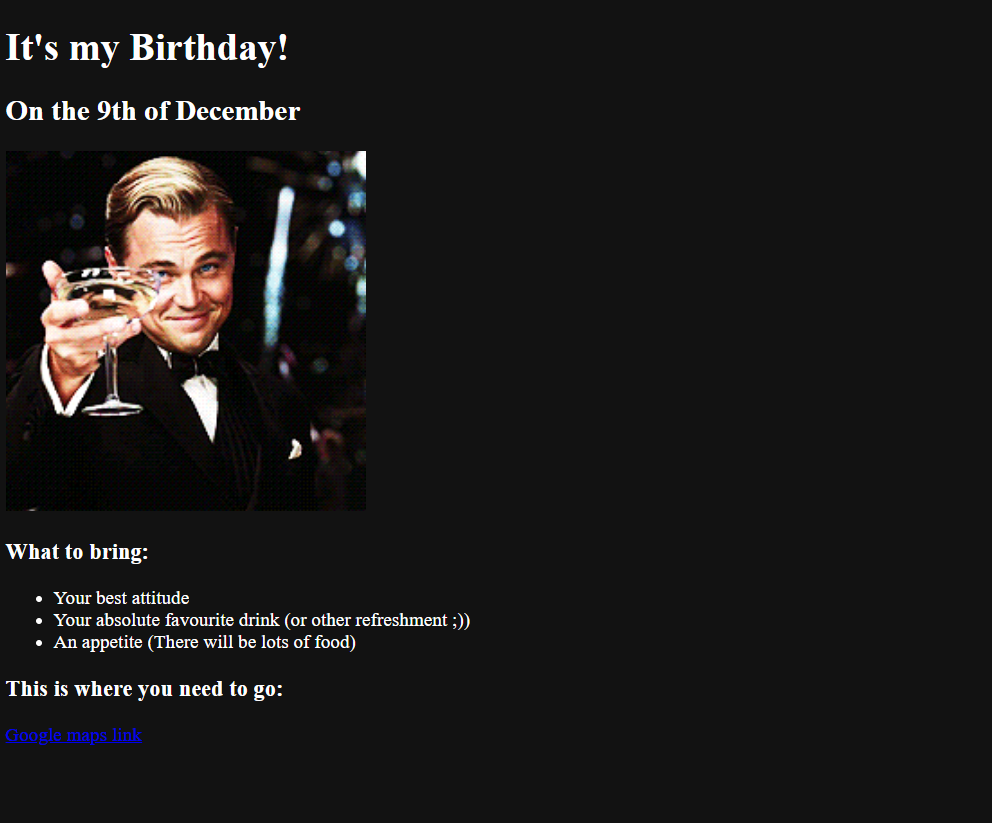 It's my Birthday!
On the 9th of December
What to bring:
Your best attitude
Your absolute favourite drink (or other refreshment ;))
An appetite (There will be lots of food)
This is where you need to go:
Google maps link